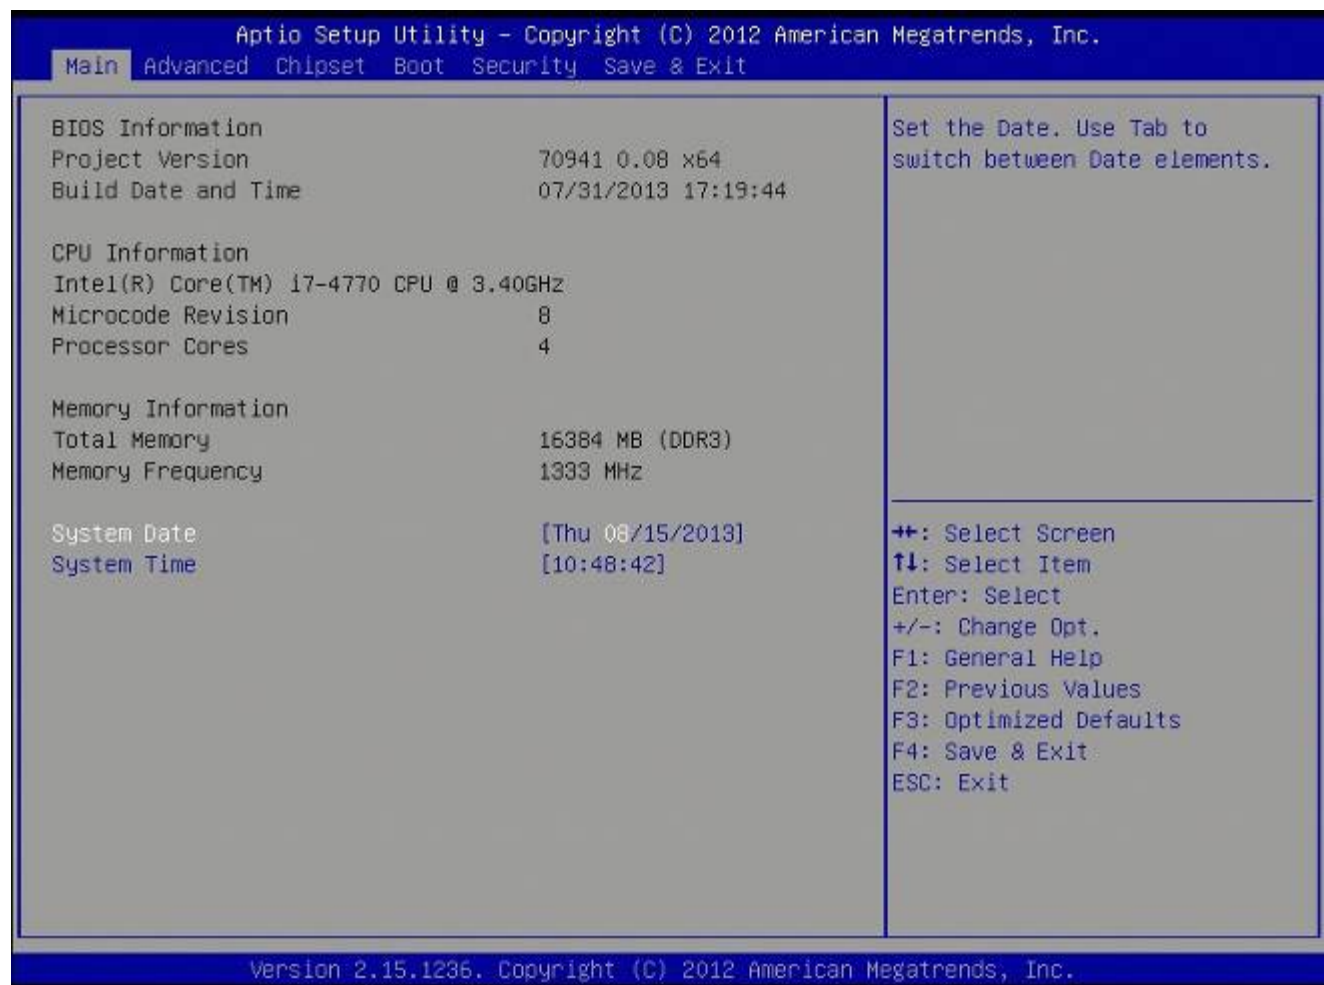 Aptio Setup Utility – Copyright (C) 2012 American Megatrends, Inc.
Main Advanced Chipset Boot Security Save & Exit
BIOS Information
Project Version 70941 0.08 x64
Build Date and Time 07/31/2013 17:19:44
CPU Information
Intel(R) Core(TM) i7-4770 CPU @ 3.40GHz
Microcode Revision 8
Processor Cores 4
Memory Information
Total Memory 16384 MB (DDR3)
Memory Frequency 1333 MHz
System Date [Thu 08/15/2013]
System Time [10:48:42]
Set the Date. Use Tab to
switch between Date elements.
→←: Select Screen
↑↓: Select Item
Enter: Select
+/-: Change Opt.
F1: General Help
F2: Previous Values
F3: Optimized Defaults
F4: Save & Exit
ESC: Exit
Version 2.15.1236. Copyright (C) 2012 American Megatrends, Inc.